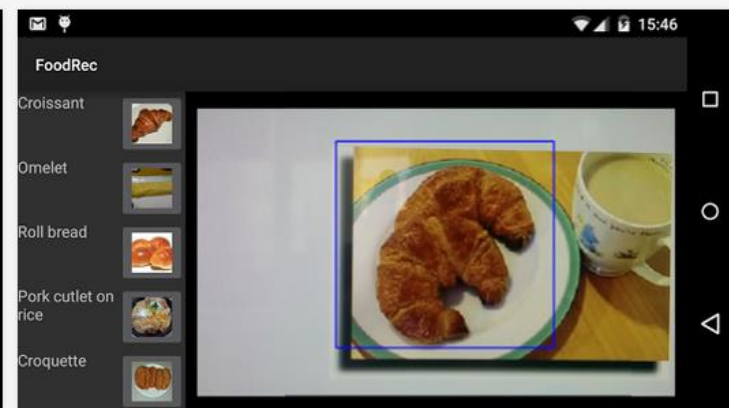 15:46
FoodRec
Croissant
Omelet
Roll bread
Pork cutlet on
rice
Croquette